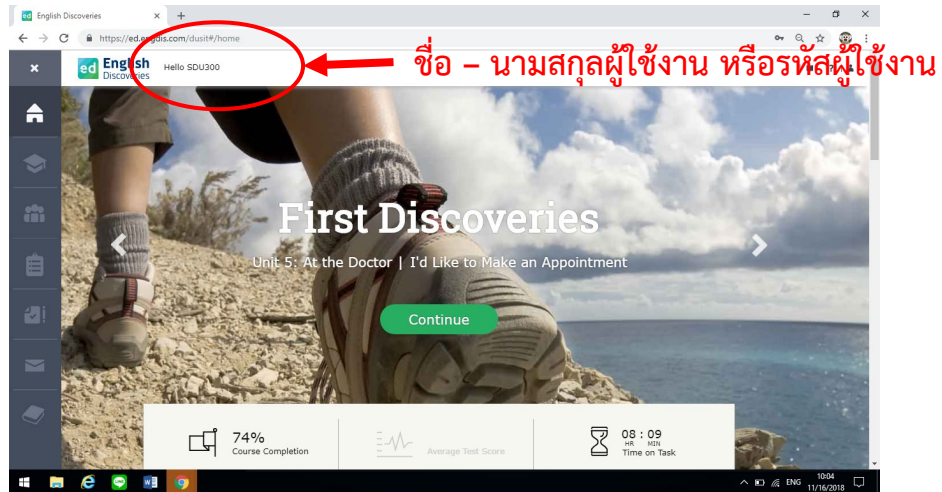 English Discoveries
https://ed.engdis.com/dusit#/home
ed English Discoveries
Hello SDU300
ชื่อ – นามสกุลผู้ใช้งาน หรือรหัสผู้ใช้งาน
First Discoveries
Unit 5: At the Doctor | I'd Like to Make an Appointment
Continue
74%
Course Completion
Average Test Score
08 : 09
HR MIN
Time on Task
ENG
10:04
11/16/2018